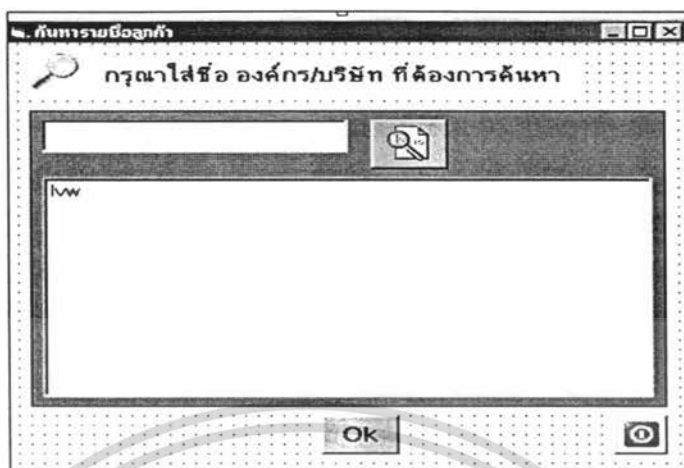 ค้นหารายชื่อลูกค้า
กรุณาใส่ชื่อ องค์กร/บริษัท ที่ต้องการค้นหา
lvw
Ok